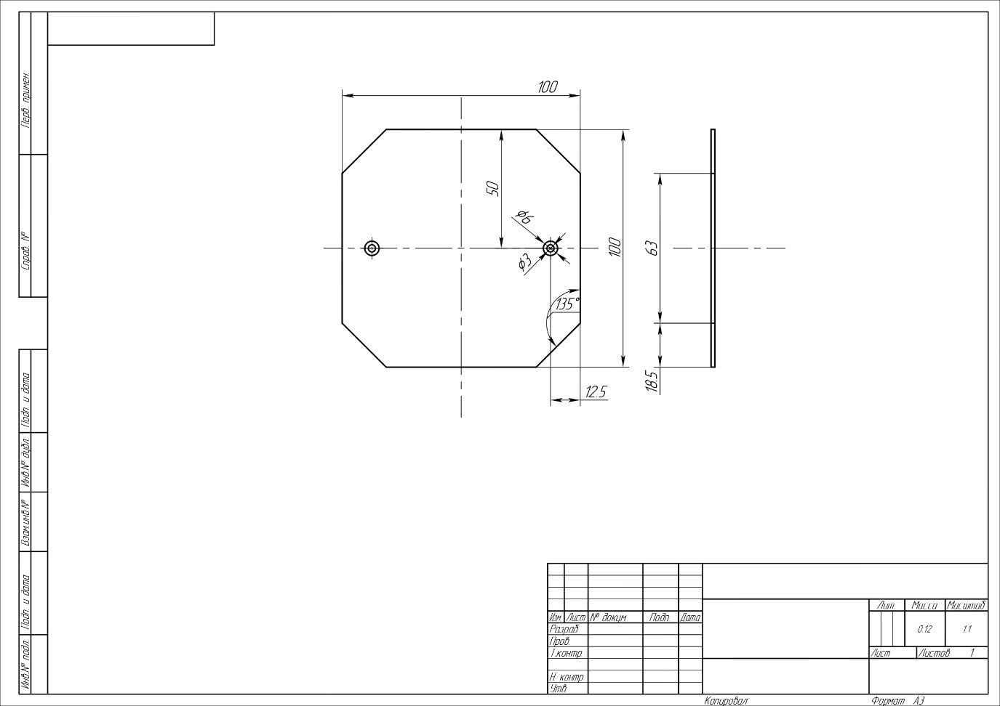 Перв. примен.
Справ. №
Подп. и дата
Инв.№ дубл.
Взам.инв.№
Подп. и дата
Инв.№ подл.
100
50
⌀6
⌀3
100
135°
12.5
63
18.5
Изм Лист № докум. Подп. Дата
Разраб
Пров.
Т.контр.
Н. контр.
Утв.
Лит. Масса Масштаб
0.12 1:1
Лист Листов 1
Копировал Формат А3